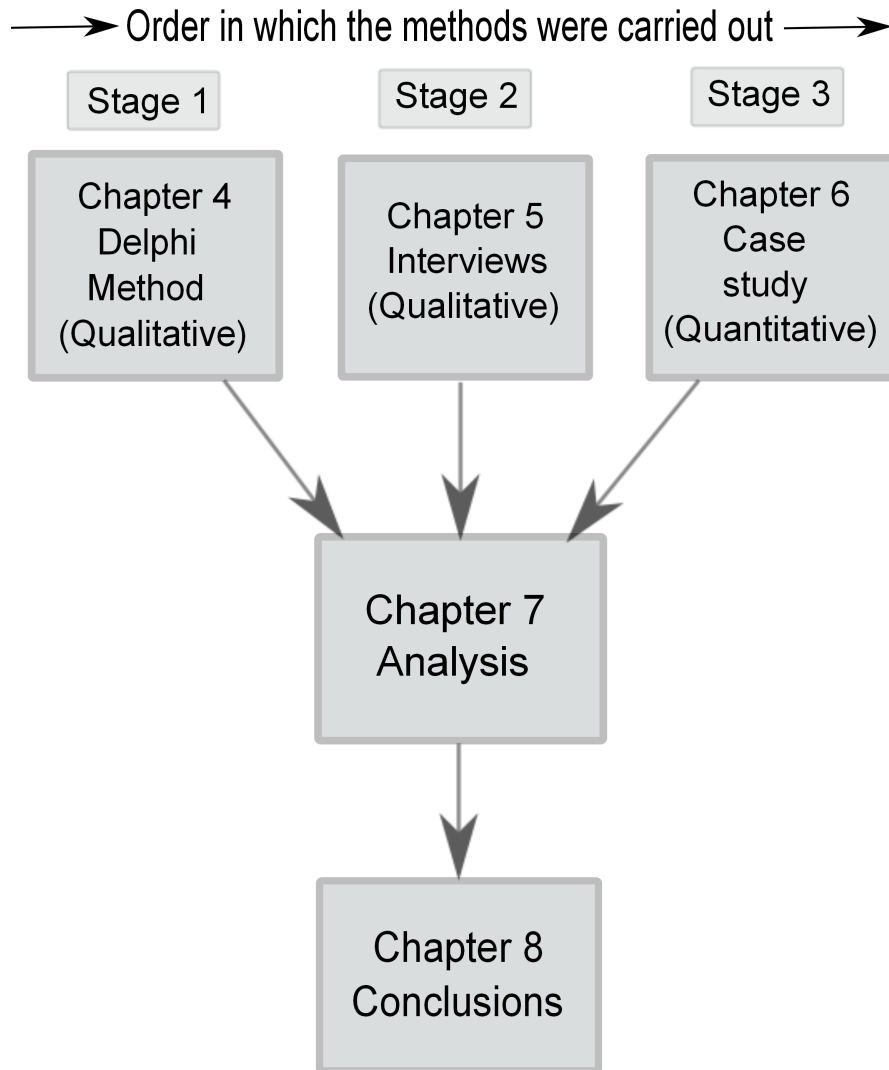 Order in which the methods were carried out
Stage 1
Stage 2
Stage 3
Chapter 4
Delphi
Method
(Qualitative)
Chapter 5
Interviews
(Qualitative)
Chapter 6
Case
study
(Quantitative)
Chapter 7
Analysis
Chapter 8
Conclusions